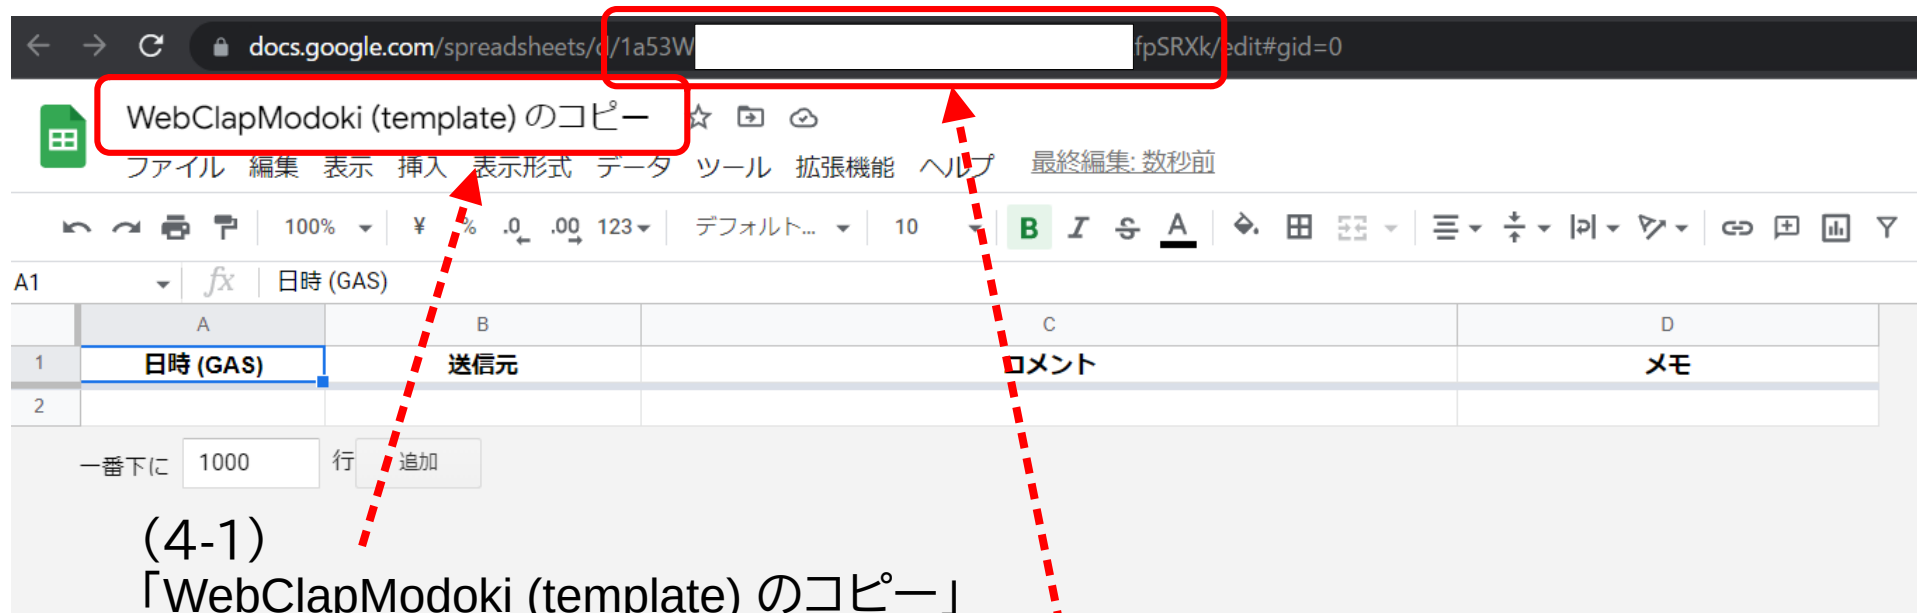 docs.google.com/spreadsheets/d/1a53W fpSRXk/edit#gid=0
WebClapModoki (template) のコピー
ファイル 編集 表示 挿入 表示形式 データ ツール 拡張機能 ヘルプ 最終編集: 数秒前
100% ¥ % .0 .00 123 デフォルト... 10 B I S A
A1 fx 日時 (GAS)
A B C D
1 日時 (GAS) 送信元 コメント メモ
2
一番下に 1000 行 追加
(4-1)
「WebClapModoki (template) のコピー」